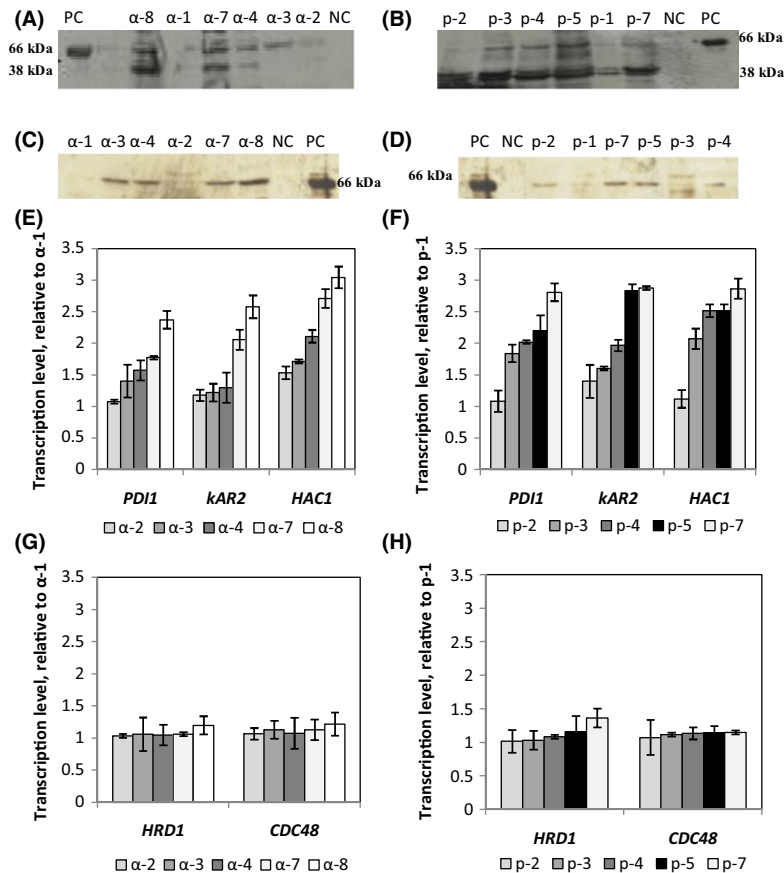 (A) PC α-8 α-1 α-7 α-4 α-3 α-2 NC
66 kDa
38 kDa
(B) p-2 p-3 p-4 p-5 p-1 p-7 NC PC
66 kDa
38 kDa
(C) α-1 α-3 α-4 α-2 α-7 α-8 NC PC
66 kDa
(D) PC NC p-2 p-1 p-7 p-5 p-3 p-4
66 kDa
(E)
Transcription level, relative to α-1
3.5
3
2.5
2
1.5
1
0.5
0
PDI1 kAR2 HAC1
α-2 α-3 α-4 α-7 α-8
(F)
Transcription level, relative to p-1
3.5
3
2.5
2
1.5
1
0.5
0
PDI1 kAR2 HAC1
p-2 p-3 p-4 p-5 p-7
(G)
Transcription level, relative to α-1
3.5
3
2.5
2
1.5
1
0.5
0
HRD1 CDC48
α-2 α-3 α-4 α-7 α-8
(H)
Transcription level, relative to p-1
3.5
3
2.5
2
1.5
1
0.5
0
HRD1 CDC48
p-2 p-3 p-4 p-5 p-7